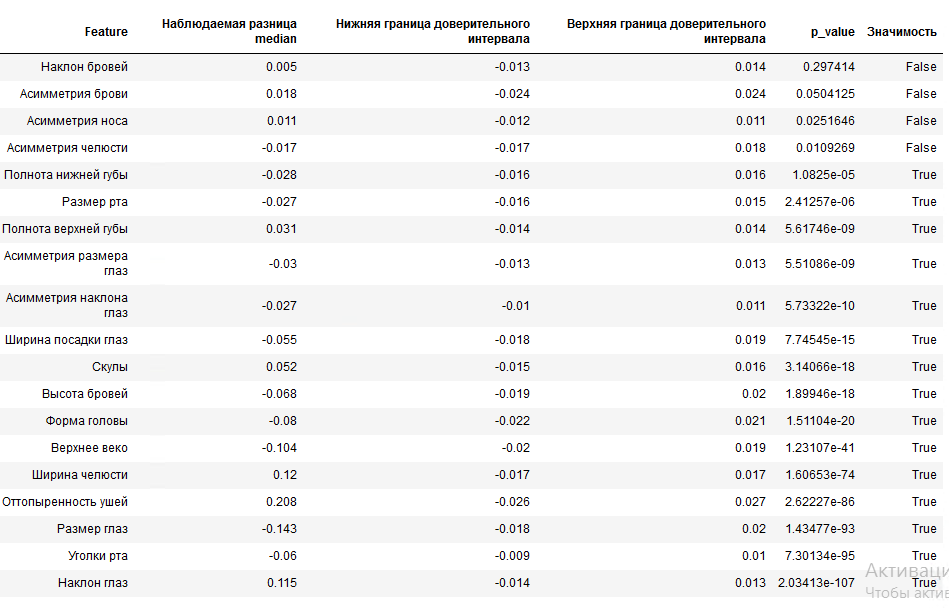 Feature Наблюдаемая разница median Нижняя граница доверительного интервала Верхняя граница доверительного интервала p_value Значимость
Наклон бровей 0.005 -0.013 0.014 0.297414 False
Асимметрия брови 0.018 -0.024 0.024 0.0504125 False
Асимметрия носа 0.011 -0.012 0.011 0.0251646 False
Асимметрия челюсти -0.017 -0.017 0.018 0.0109269 False
Полнота нижней губы -0.028 -0.016 0.016 1.0825e-05 True
Размер рта -0.027 -0.016 0.015 2.41257e-06 True
Полнота верхней губы 0.031 -0.014 0.014 5.61746e-09 True
Асимметрия размера глаз -0.03 -0.013 0.013 5.51086e-09 True
Асимметрия наклона глаз -0.027 -0.01 0.011 5.73322e-10 True
Ширина посадки глаз -0.055 -0.018 0.019 7.74545e-15 True
Скулы 0.052 -0.015 0.016 3.14066e-18 True
Высота бровей -0.068 -0.019 0.02 1.89946e-18 True
Форма головы -0.08 -0.022 0.021 1.51104e-20 True
Верхнее веко -0.104 -0.02 0.019 1.23107e-41 True
Ширина челюсти 0.12 -0.017 0.017 1.60653e-74 True
Оттопыренность ушей 0.208 -0.026 0.027 2.62227e-86 True
Размер глаз -0.143 -0.018 0.02 1.43477e-93 True
Уголки рта -0.06 -0.009 0.01 7.30134e-95 True
Наклон глаз 0.115 -0.014 0.013 2.03413e-107 True
Активаци
Чтобы акти